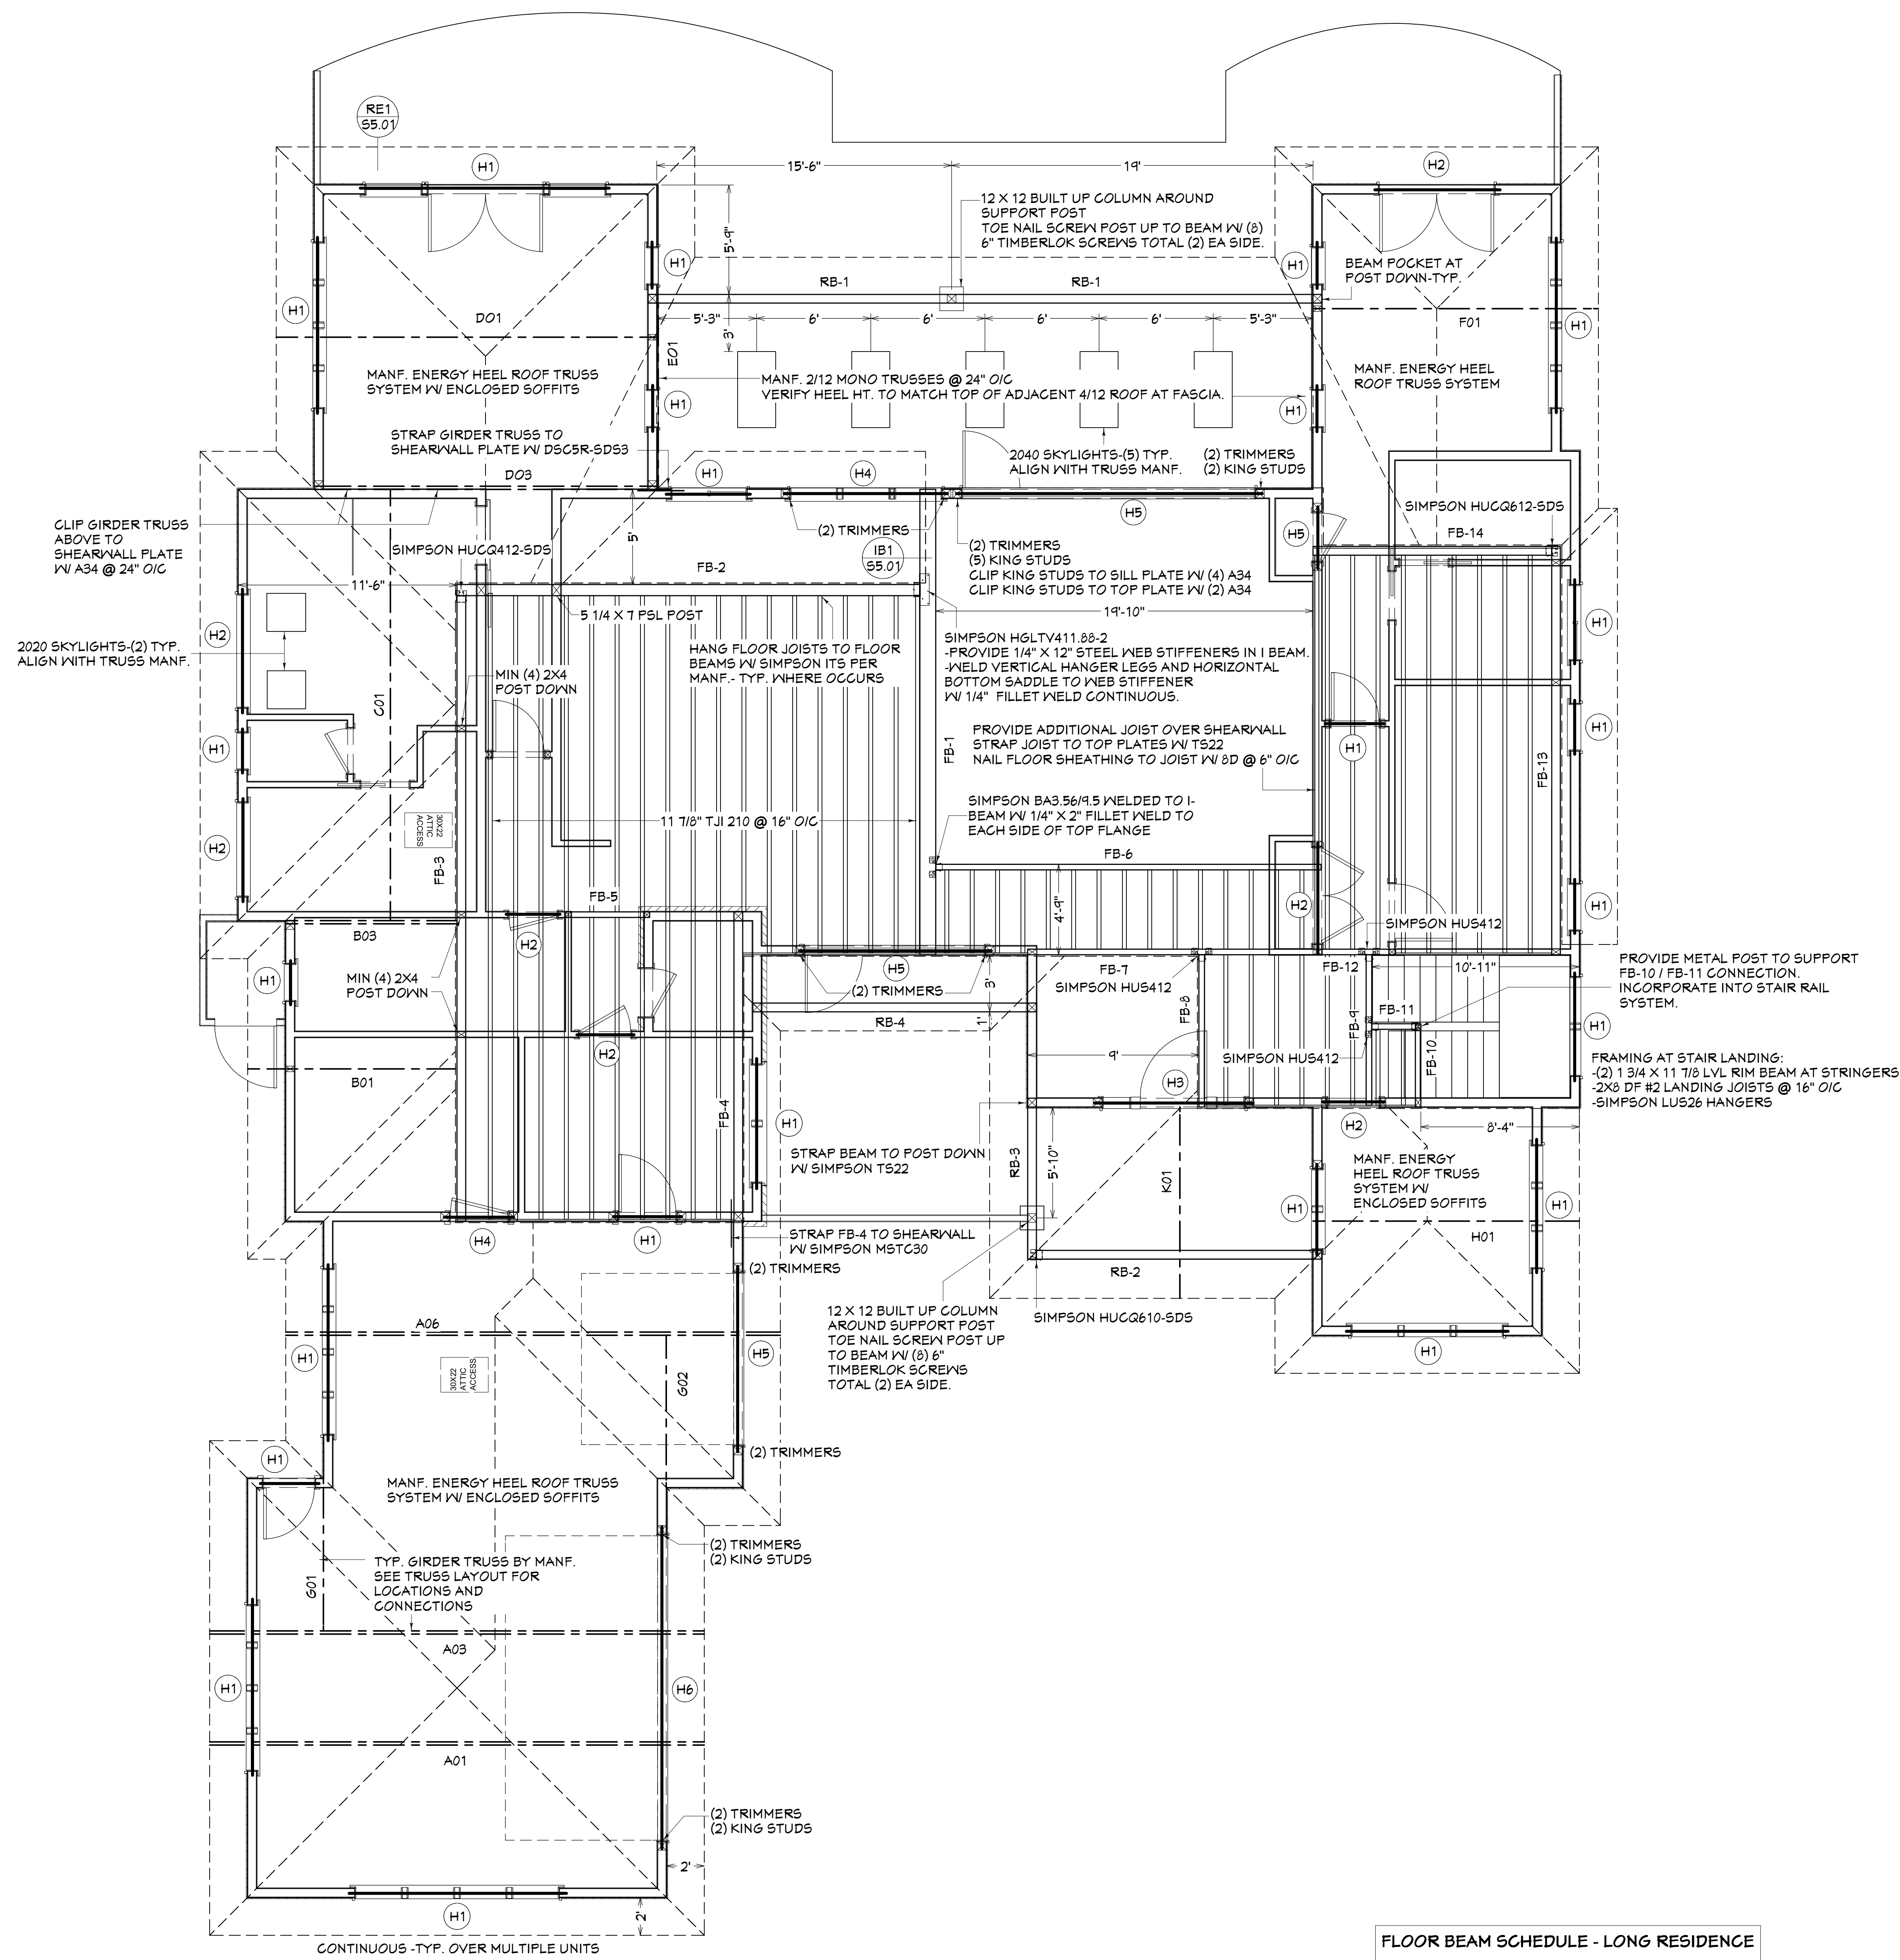 RE1
S5.01
H1
H2
15'-6"
19'
12 X 12 BUILT UP COLUMN AROUND
SUPPORT POST
TOE NAIL SCREW POST UP TO BEAM W/ (8)
6" TIMBERLOK SCREWS TOTAL (2) EA SIDE.
5'-9"
H1
H1
BEAM POCKET AT
POST DOWN-TYP.
RB-1
RB-1
H1
D01
5'-3"
6'
6'
6'
6'
5'-3"
F01
H1
3'
E01
MANF. ENERGY HEEL ROOF TRUSS
SYSTEM W/ ENCLOSED SOFFITS
MANF. 2/12 MONO TRUSSES @ 24" O/C
VERIFY HEEL HT. TO MATCH TOP OF ADJACENT 4/12 ROOF AT FASCIA.
MANF. ENERGY HEEL
ROOF TRUSS SYSTEM
H1
H1
STRAP GIRDER TRUSS TO
SHEARWALL PLATE W/ DSC5R-SDS3
2040 SKYLIGHTS-(5) TYP.
ALIGN WITH TRUSS MANF.
(2) TRIMMERS
(2) KING STUDS
D03
H1
H4
H5
CLIP GIRDER TRUSS
ABOVE TO
SHEARWALL PLATE
W/ A34 @ 24" O/C
SIMPSON HUCQ412-SDS
5'
(2) TRIMMERS
IB1
S5.01
(2) TRIMMERS
(5) KING STUDS
CLIP KING STUDS TO SILL PLATE W/ (4) A34
CLIP KING STUDS TO TOP PLATE W/ (2) A34
H5
SIMPSON HUCQ612-SDS
FB-14
FB-2
11'-6"
5 1/4 X 7 PSL POST
19'-10"
H1
H2
2020 SKYLIGHTS-(2) TYP.
ALIGN WITH TRUSS MANF.
HANG FLOOR JOISTS TO FLOOR
BEAMS W/ SIMPSON ITS PER
MANF.- TYP. WHERE OCCURS
SIMPSON HGLTV411.88-2
-PROVIDE 1/4" X 12" STEEL WEB STIFFENERS IN I BEAM.
-WELD VERTICAL HANGER LEGS AND HORIZONTAL
BOTTOM SADDLE TO WEB STIFFENER
W/ 1/4"  FILLET WELD CONTINUOUS.
MIN (4) 2X4
POST DOWN
C01
H1
FB-1
PROVIDE ADDITIONAL JOIST OVER SHEARWALL
STRAP JOIST TO TOP PLATES W/ TS22
NAIL FLOOR SHEATHING TO JOIST W/ 8D @ 6" O/C
H1
H1
FB-13
30X22
ATTIC
ACCESS
11 7/8" TJI 210 @ 16" O/C
SIMPSON BA3.56/9.5 WELDED TO I-
BEAM W/ 1/4" X 2" FILLET WELD TO
EACH SIDE OF TOP FLANGE
H2
FB-3
FB-6
FB-5
4'-9"
H2
H1
SIMPSON HUS412
B03
H2
H1
MIN (4) 2X4
POST DOWN
H5
(2) TRIMMERS
3'
FB-7
SIMPSON HUS412
FB-12
10'-11"
PROVIDE METAL POST TO SUPPORT
FB-10 / FB-11 CONNECTION.
INCORPORATE INTO STAIR RAIL
SYSTEM.
FB-8
FB-11
1'
RB-4
FB-9
H1
H2
9'
SIMPSON HUS412
FB-10
B01
H3
FRAMING AT STAIR LANDING:
-(2) 1 3/4 X 11 7/8 LVL RIM BEAM AT STRINGERS
-2X8 DF #2 LANDING JOISTS @ 16" O/C
-SIMPSON LUS26 HANGERS
FB-4
H1
H2
8'-4"
STRAP BEAM TO POST DOWN
W/ SIMPSON TS22
RB-3
5'-10"
K01
MANF. ENERGY
HEEL ROOF TRUSS
SYSTEM W/
ENCLOSED SOFFITS
H1
H1
H4
H1
STRAP FB-4 TO SHEARWALL
W/ SIMPSON MSTC30
H01
(2) TRIMMERS
RB-2
12 X 12 BUILT UP COLUMN
AROUND SUPPORT POST
TOE NAIL SCREW POST UP
TO BEAM W/ (8) 6"
TIMBERLOK SCREWS
TOTAL (2) EA SIDE.
SIMPSON HUCQ610-SDS
A06
H1
H5
H1
30X22
ATTIC
ACCESS
G02
(2) TRIMMERS
H1
MANF. ENERGY HEEL ROOF TRUSS
SYSTEM W/ ENCLOSED SOFFITS
(2) TRIMMERS
(2) KING STUDS
G01
TYP. GIRDER TRUSS BY MANF.
SEE TRUSS LAYOUT FOR
LOCATIONS AND
CONNECTIONS
A03
H1
H6
A01
(2) TRIMMERS
(2) KING STUDS
2'
2'
H1
CONTINUOUS -TYP. OVER MULTIPLE UNITS
FLOOR BEAM SCHEDULE - LONG RESIDENCE